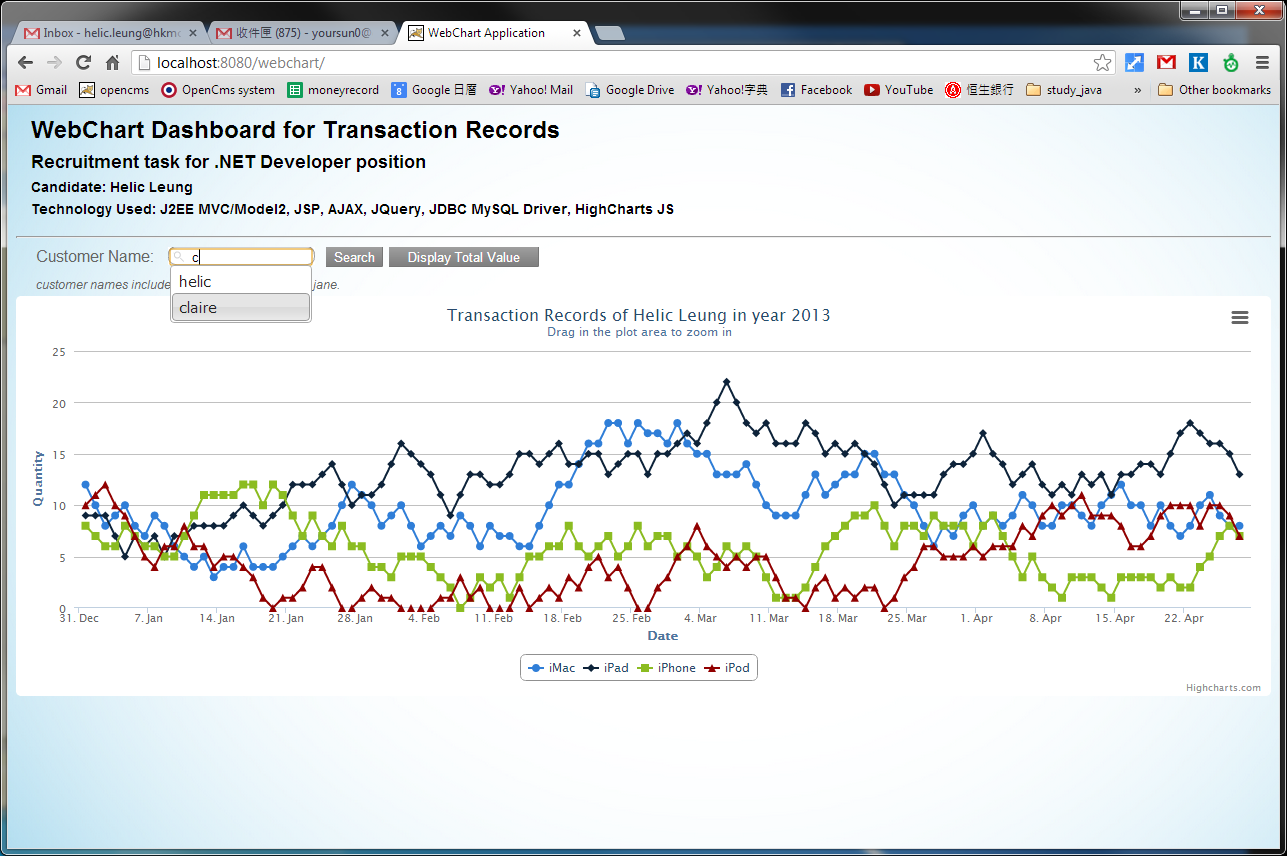 Inbox - helic.leung@hkmc
收件匣 (875) - yoursun0@
WebChart Application
localhost:8080/webchart/
Gmail opencms OpenCms system moneyrecord Google 日曆 Yahoo! Mail Google Drive Yahoo!字典 Facebook YouTube 恒生銀行 study_java » Other bookmarks
WebChart Dashboard for Transaction Records
Recruitment task for .NET Developer position
Candidate: Helic Leung
Technology Used: J2EE MVC/Model2, JSP, AJAX, JQuery, JDBC MySQL Driver, HighCharts JS
Customer Name: c Search Display Total Value
helic
customer names include jane.
claire
Transaction Records of Helic Leung in year 2013
Drag in the plot area to zoom in
Quantity
25
20
15
10
5
0
31. Dec 7. Jan 14. Jan 21. Jan 28. Jan 4. Feb 11. Feb 18. Feb 25. Feb 4. Mar 11. Mar 18. Mar 25. Mar 1. Apr 8. Apr 15. Apr 22. Apr
Date
iMac iPad iPhone iPod
Highcharts.com